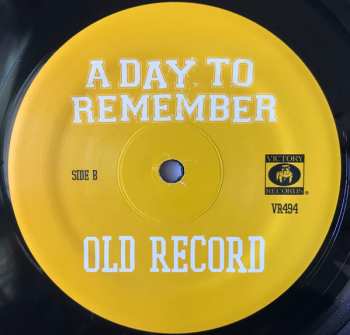 A DAY TO
REMEMBER
SIDE B
VICTORY
RECORDS
VR494
OLD RECORD